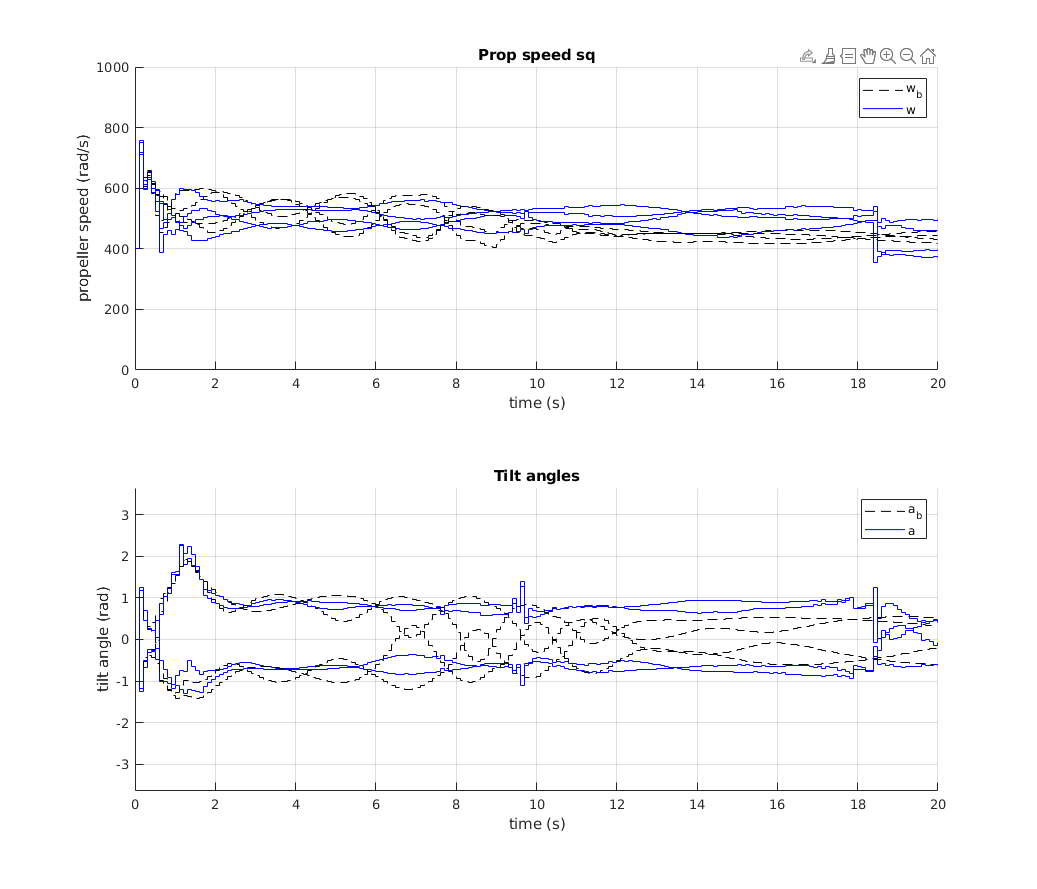 Prop speed sq
1000
800
600
400
200
0
propeller speed (rad/s)
w_b
w
0 2 4 6 8 10 12 14 16 18 20
time (s)
Tilt angles
3
2
1
0
-1
-2
-3
tilt angle (rad)
a_b
a
0 2 4 6 8 10 12 14 16 18 20
time (s)